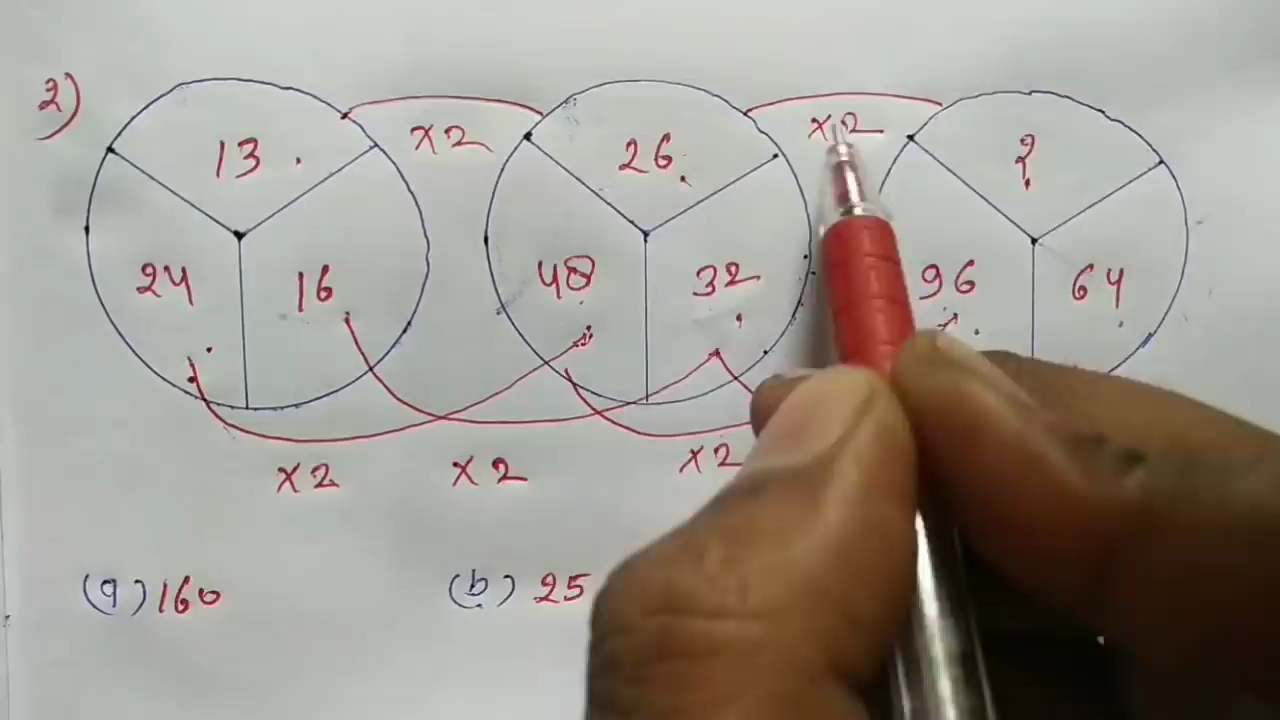 2)
13 ×2 26 ×2 ?
24 16 48 32 96 64
×2 ×2 ×2
(a) 160 (b) 25